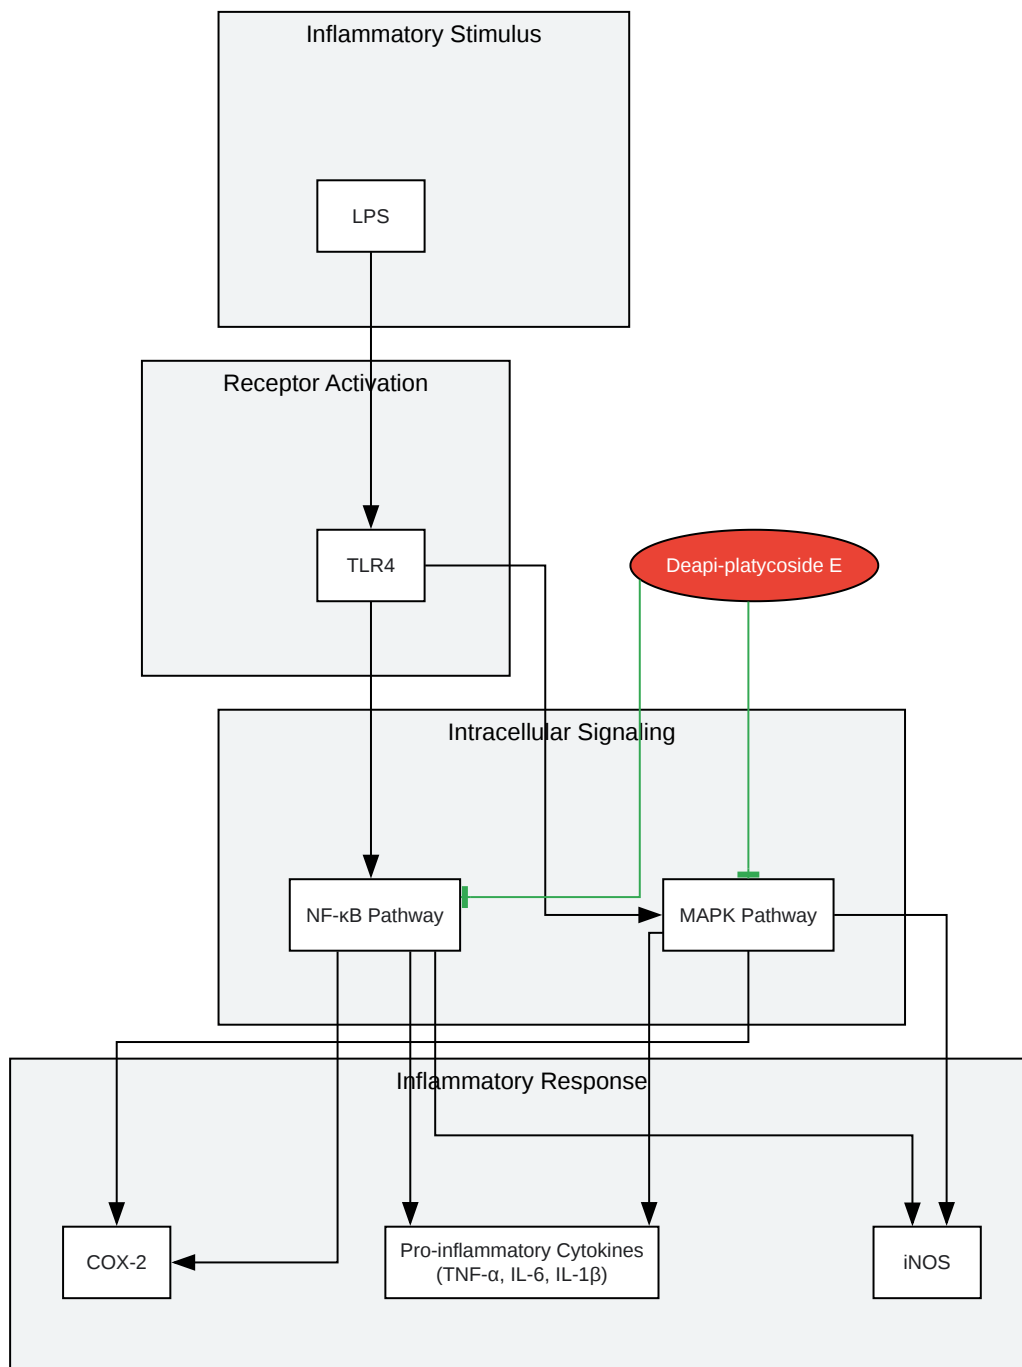 Inflammatory Stimulus
LPS
Receptor Activation
TLR4
Deapi-platycoside E
Intracellular Signaling
NF-κB Pathway
MAPK Pathway
Inflammatory Response
COX-2
Pro-inflammatory Cytokines
(TNF-α, IL-6, IL-1β)
iNOS